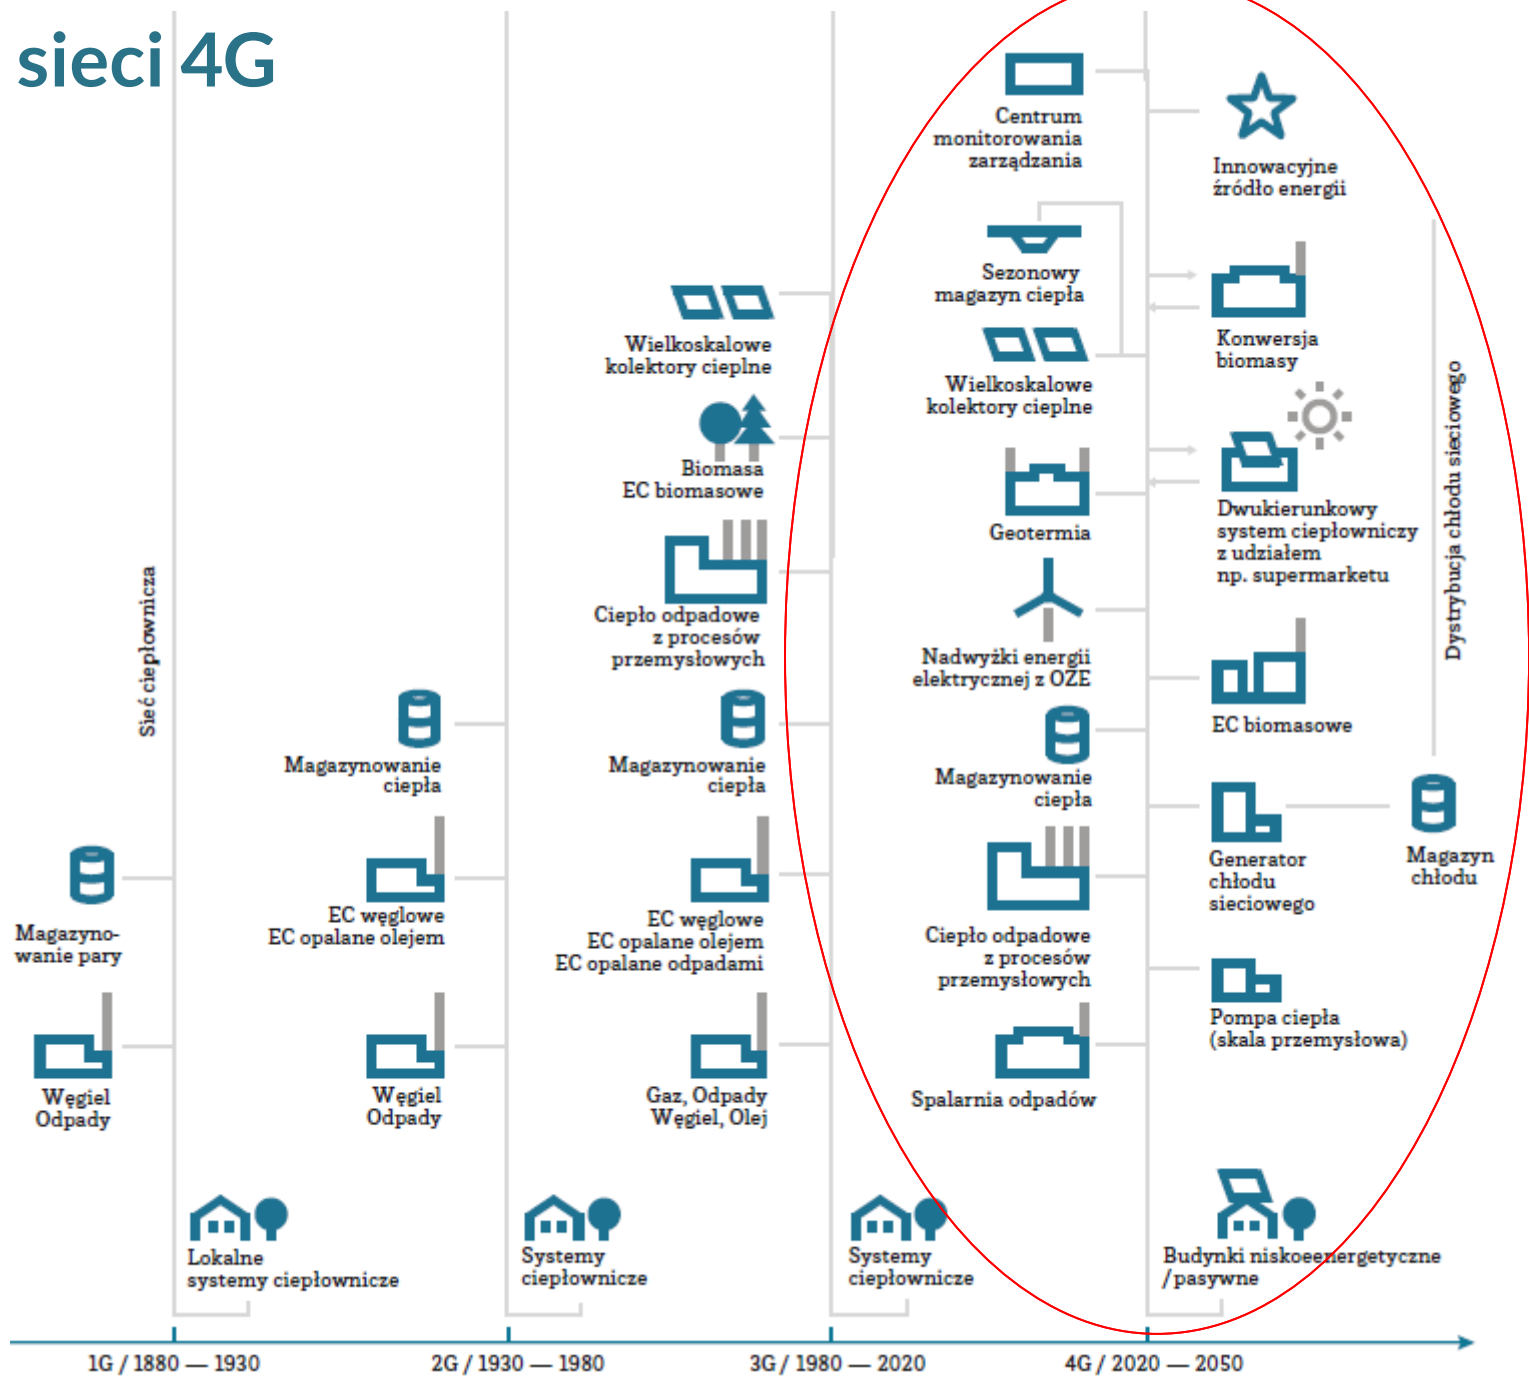 sieci 4G
Sieć ciepłownicza
Magazyno-
wanie pary
Węgiel
Odpady
Lokalne
systemy ciepłownicze
1G / 1880 — 1930
Magazynowanie
ciepła
EC węglowe
EC opalane olejem
Węgiel
Odpady
Systemy
ciepłownicze
2G / 1930 — 1980
Wielkoskalowe
kolektory cieplne
Biomasa
EC biomasowe
Ciepło odpadowe
z procesów
przemysłowych
Magazynowanie
ciepła
EC węglowe
EC opalane olejem
EC opalane odpadami
Gaz, Odpady
Węgiel, Olej
Systemy
ciepłownicze
3G / 1980 — 2020
Centrum
monitorowania
zarządzania
Sezonowy
magazyn ciepła
Wielkoskalowe
kolektory cieplne
Geotermia
Nadwyżki energii
elektrycznej z OZE
Magazynowanie
ciepła
Ciepło odpadowe
z procesów
przemysłowych
Spalarnia odpadów
Innowacyjne
źródło energii
Konwersja
biomasy
Dwukierunkowy
system ciepłowniczy
z udziałem
np. supermarketu
EC biomasowe
Generator
chłodu
sieciowego
Pompa ciepła
(skala przemysłowa)
Dystrybucja chłodu sieciowego
Magazyn
chłodu
Budynki niskoeenergetyczne
/pasywne
4G / 2020 — 2050